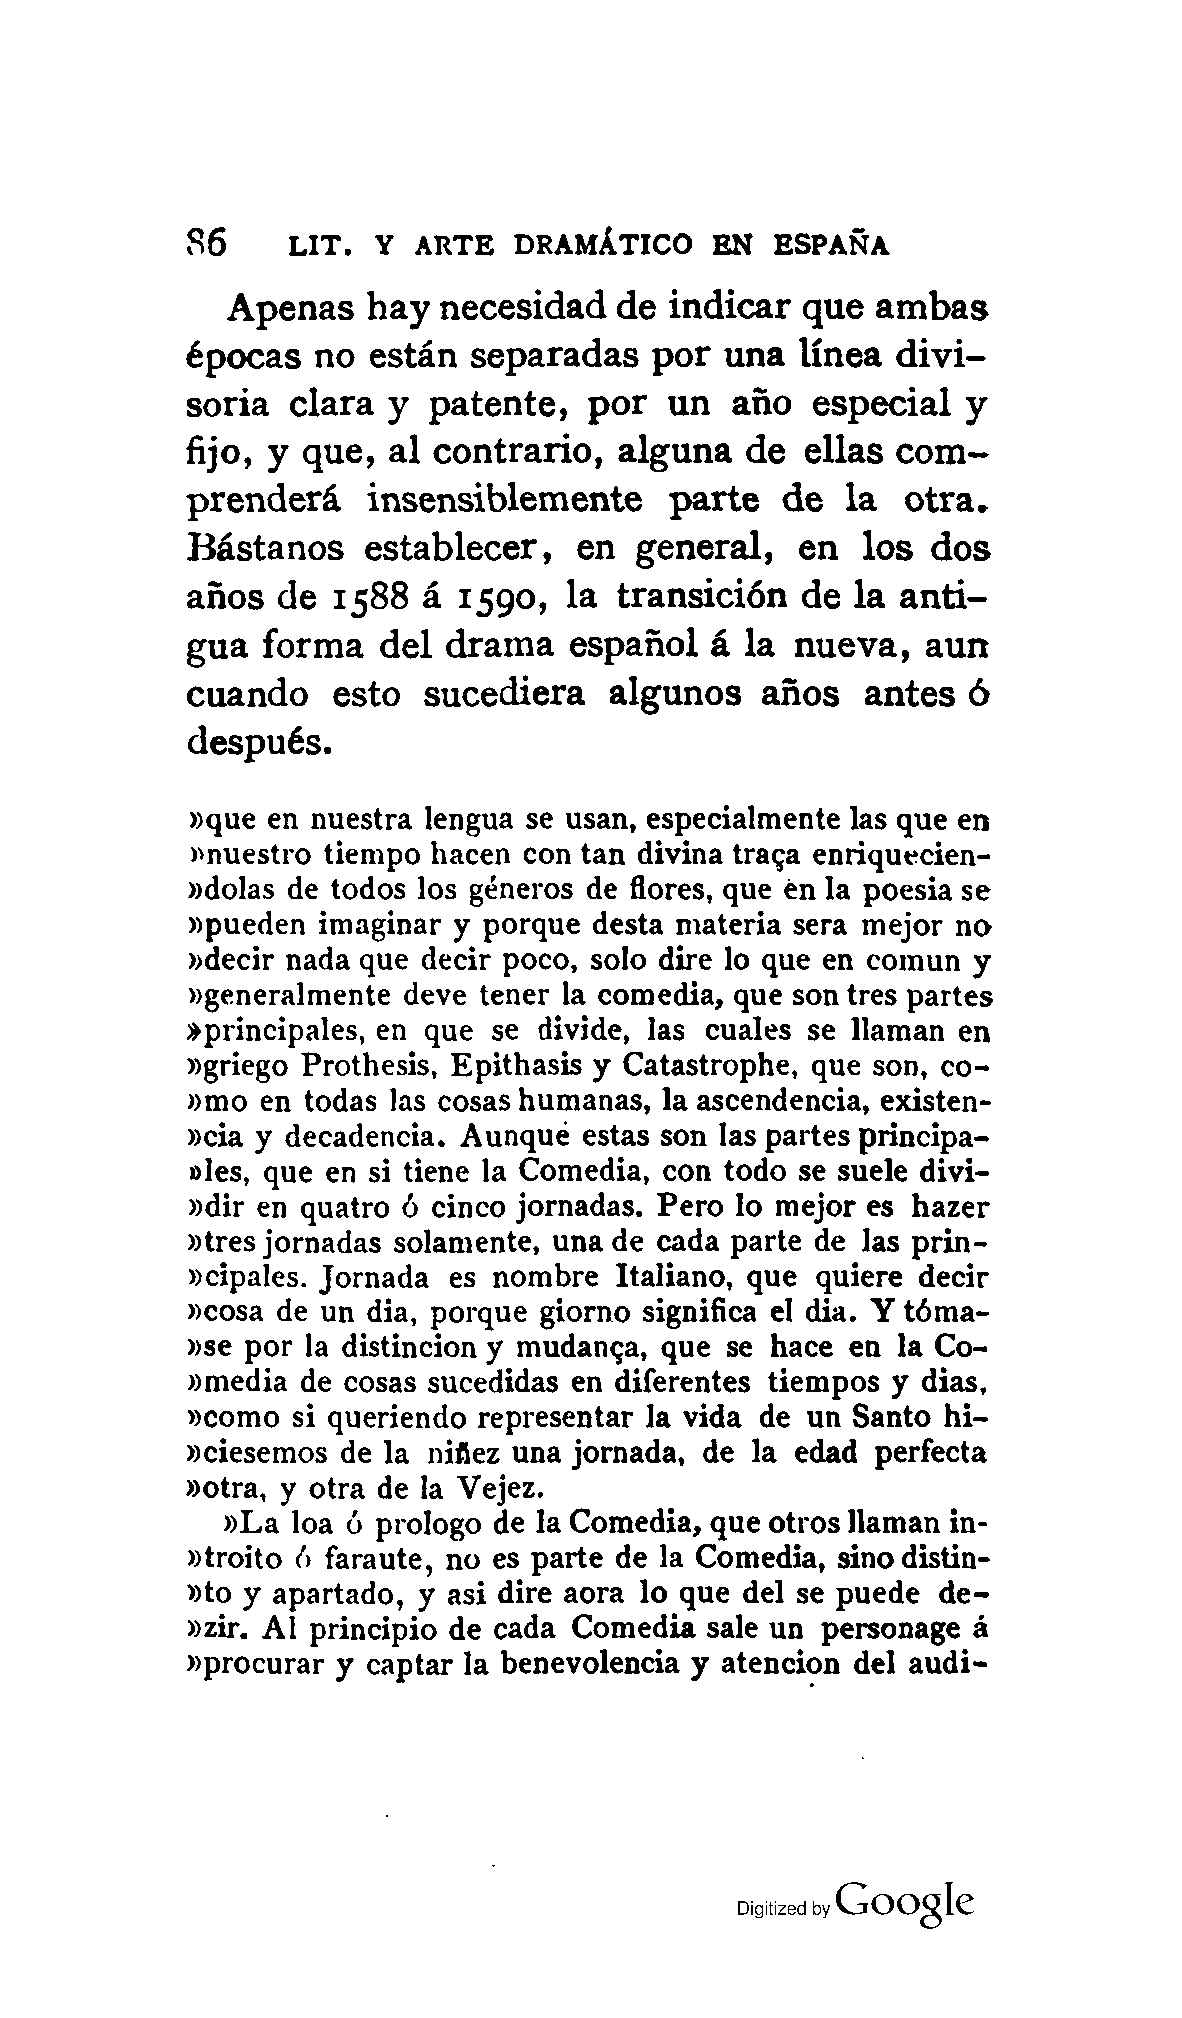 86 LIT. Y ARTE DRAMÁTICO EN ESPAÑA
Apenas hay necesidad de indicar que ambas
épocas no están separadas por una línea divi-
soria clara y patente, por un año especial y
fijo, y que, al contrario, alguna de ellas com-
prenderá insensiblemente parte de la otra.
Bástanos establecer, en general, en los dos
años de 1588 á 1590, la transición de la anti-
gua forma del drama español á la nueva, aun
cuando esto sucediera algunos años antes ó
después.
»que en nuestra lengua se usan, especialmente las que en
»nuestro tiempo hacen con tan divina traça enriquecien-
»dolas de todos los géneros de flores, que en la poesia se
»pueden imaginar y porque desta materia sera mejor no
»decir nada que decir poco, solo dire lo que en comun y
»generalmente deve tener la comedia, que son tres partes
»principales, en que se divide, las cuales se llaman en
»griego Prothesis, Epithasis y Catastrophe, que son, co-
»mo en todas las cosas humanas, la ascendencia, existen-
»cia y decadencia. Aunque estas son las partes principa-
»les, que en si tiene la Comedia, con todo se suele divi-
»dir en quatro ó cinco jornadas. Pero lo mejor es hazer
»tres jornadas solamente, una de cada parte de las prin-
»cipales. Jornada es nombre Italiano, que quiere decir
»cosa de un dia, porque giorno significa el dia. Y tóma-
»se por la distincion y mudança, que se hace en la Co-
»media de cosas sucedidas en diferentes tiempos y dias,
»como si queriendo representar la vida de un Santo hi-
»ciesemos de la niñez una jornada, de la edad perfecta
»otra, y otra de la Vejez.
»La loa ó prologo de la Comedia, que otros llaman in-
»troito ó faraute, no es parte de la Comedia, sino distin-
»to y apartado, y asi dire aora lo que del se puede de-
»zir. Al principio de cada Comedia sale un personage á
»procurar y captar la benevolencia y atencion del audi-
Digitized by Google